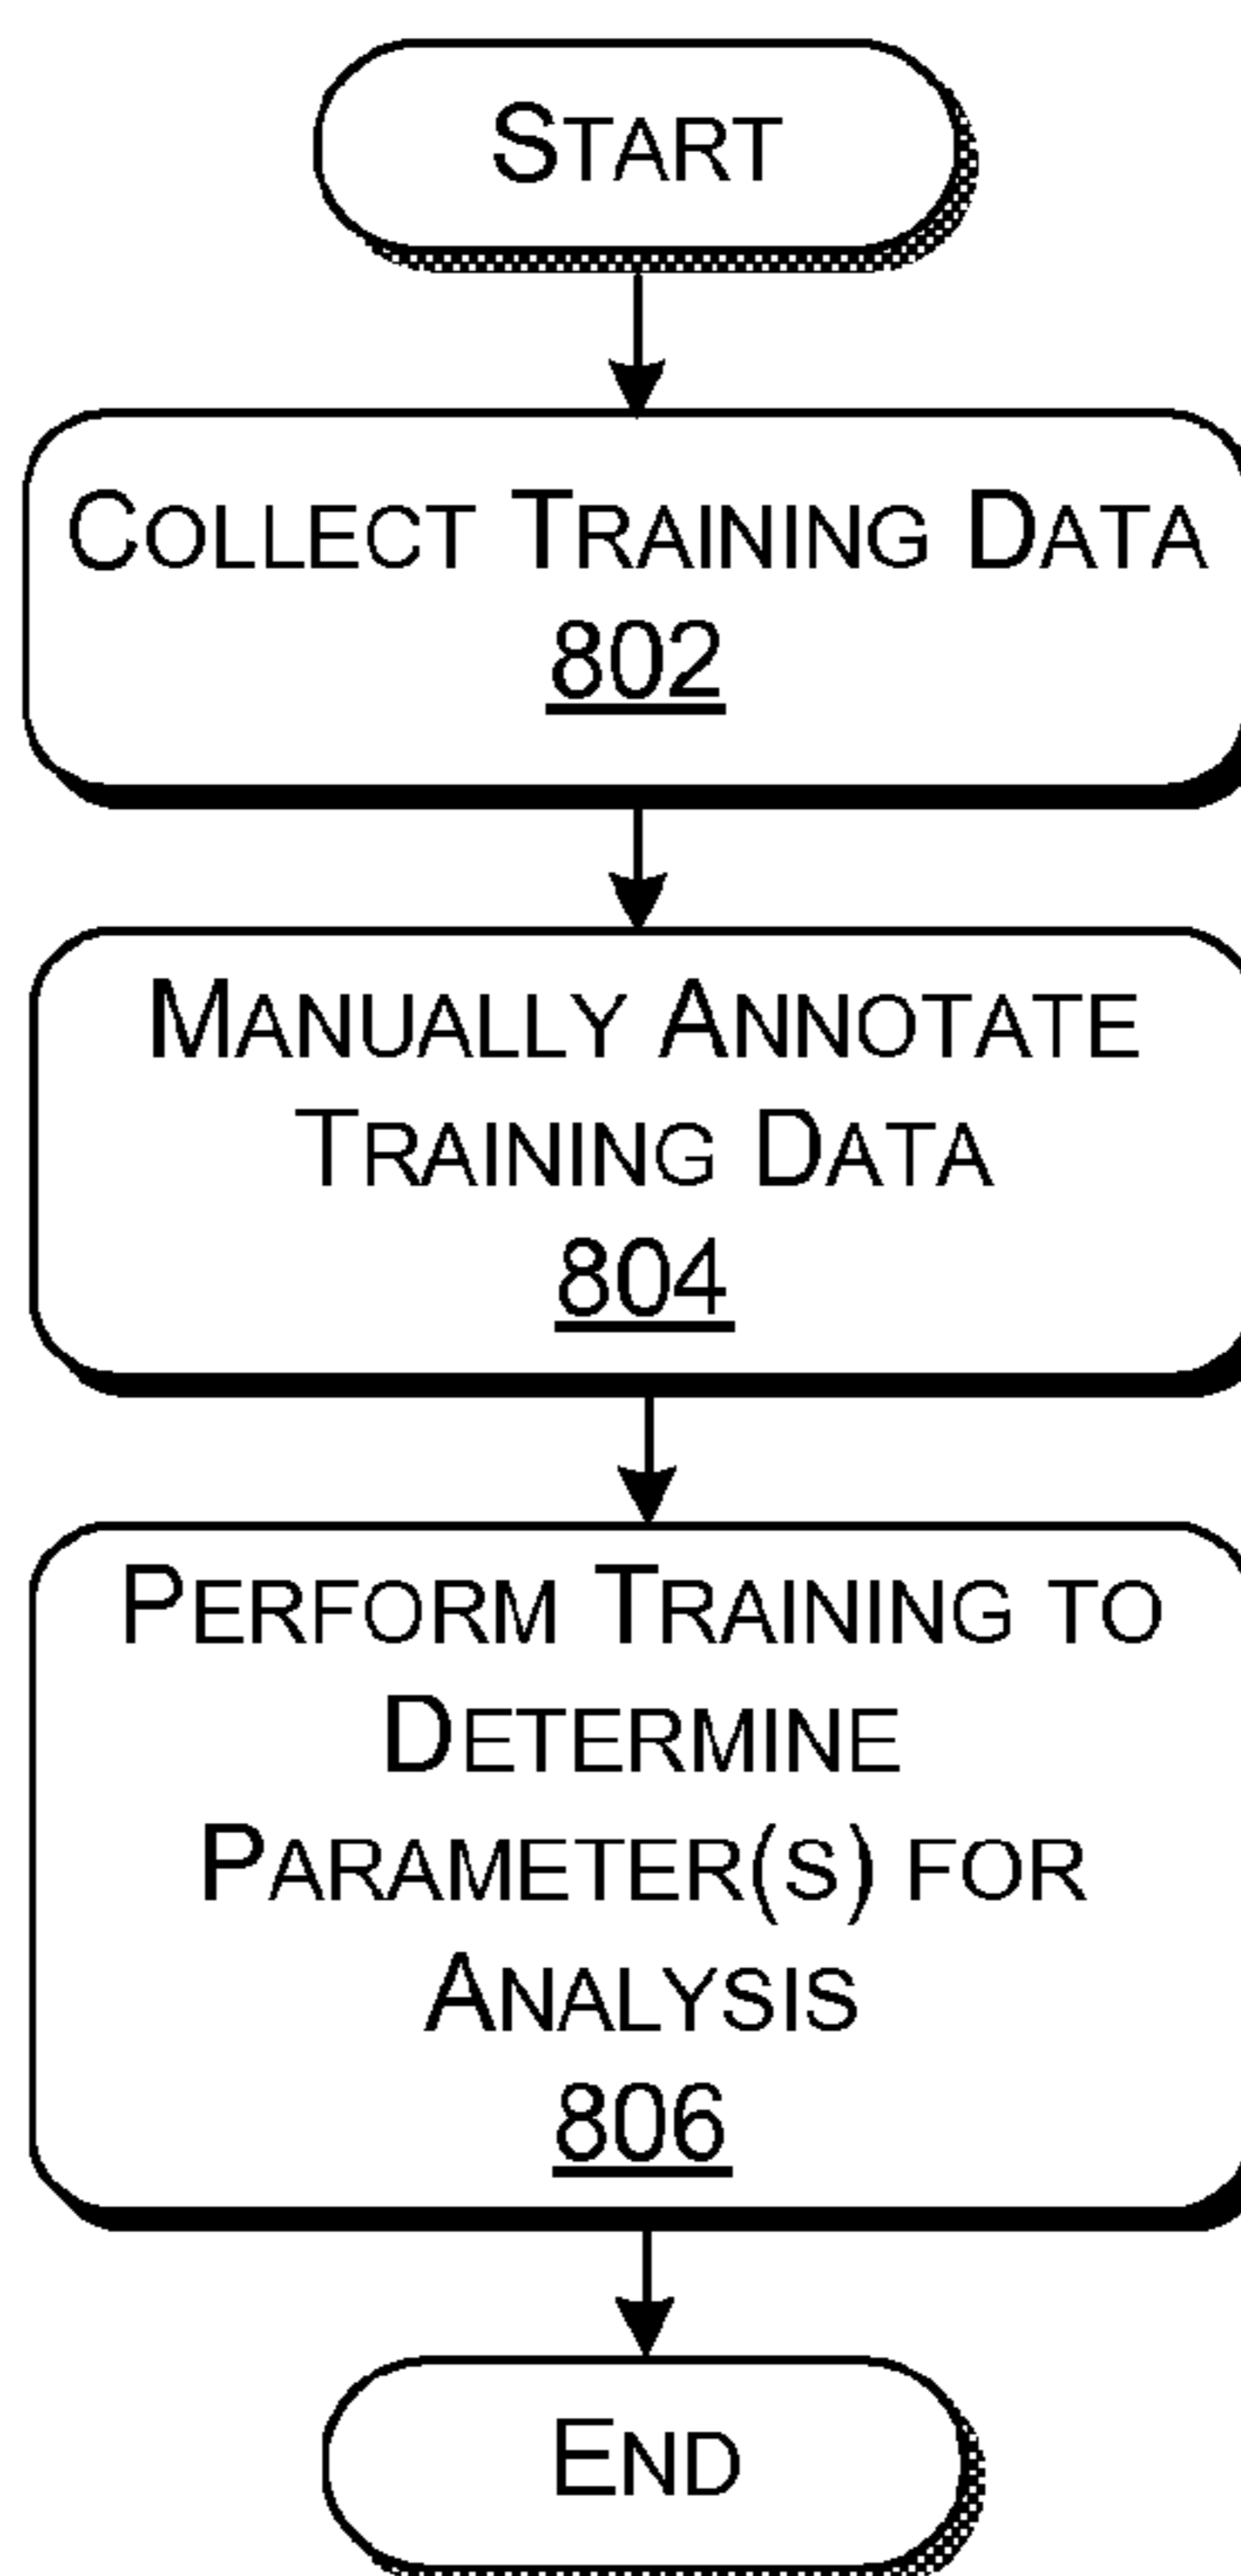 START
COLLECT TRAINING DATA
802
MANUALLY ANNOTATE
TRAINING DATA
804
PERFORM TRAINING TO
DETERMINE
PARAMETER(S) FOR
ANALYSIS
806
END